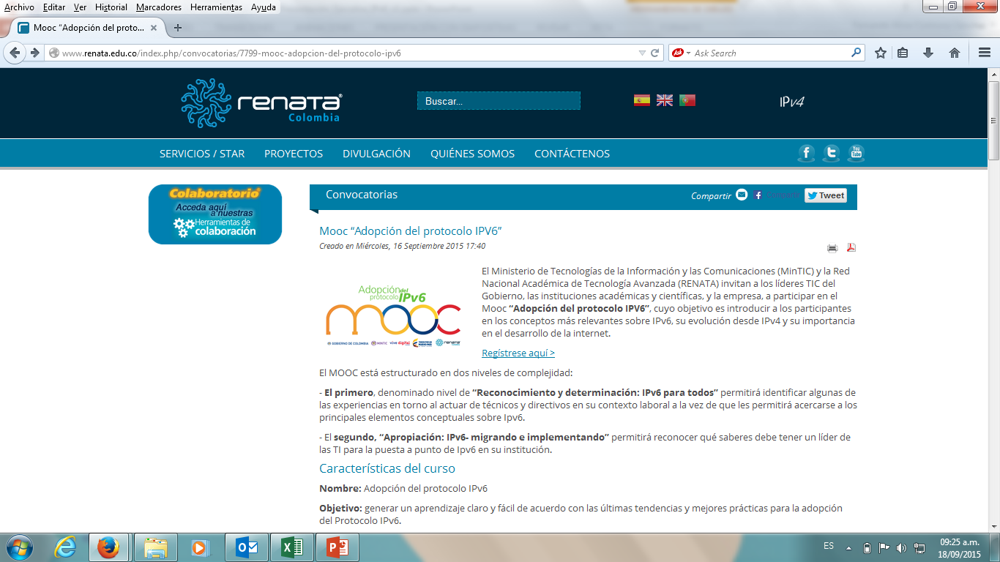 Archivo Editar Ver Historial Marcadores Herramientas Ayuda
Mooc “Adopción del proto...
www.renata.edu.co/index.php/convocatorias/7799-mooc-adopcion-del-protocolo-ipv6
Ask Ask Search
renata®
Colombia
Buscar...
IPv4
SERVICIOS / STAR PROYECTOS DIVULGACIÓN QUIÉNES SOMOS CONTÁCTENOS
You Tube
Colaboratorio
Acceda aquí
a nuestras
Herramientas de
colaboración
Convocatorias
Compartir Tweet
Mooc “Adopción del protocolo IPV6”
Creado en Miércoles, 16 Septiembre 2015 17:40
Adopción del
protocolo IPv6
mooc
GOBIERNO DE COLOMBIA MINTIC vive digital renata
El Ministerio de Tecnologías de la Información y las Comunicaciones (MinTIC) y la Red
Nacional Académica de Tecnología Avanzada (RENATA) invitan a los líderes TIC del
Gobierno, las instituciones académicas y científicas, y la empresa, a participar en el
Mooc “Adopción del protocolo IPV6”, cuyo objetivo es introducir a los participantes
en los conceptos más relevantes sobre IPv6, su evolución desde IPv4 y su importancia
en el desarrollo de la internet.
Regístrese aquí >
El MOOC está estructurado en dos niveles de complejidad:
- El primero, denominado nivel de “Reconocimiento y determinación: IPv6 para todos” permitirá identificar algunas de
las experiencias en torno al actuar de técnicos y directivos en su contexto laboral a la vez de que les permitirá acercarse a los
principales elementos conceptuales sobre Ipv6.
- El segundo, “Apropiación: IPv6- migrando e implementando” permitirá reconocer qué saberes debe tener un líder de
las TI para la puesta a punto de Ipv6 en su institución.
Características del curso
Nombre: Adopción del protocolo IPv6
Objetivo: generar un aprendizaje claro y fácil de acuerdo con las últimas tendencias y mejores prácticas para la adopción
del Protocolo IPv6.
ES
09:25 a.m.
18/09/2015